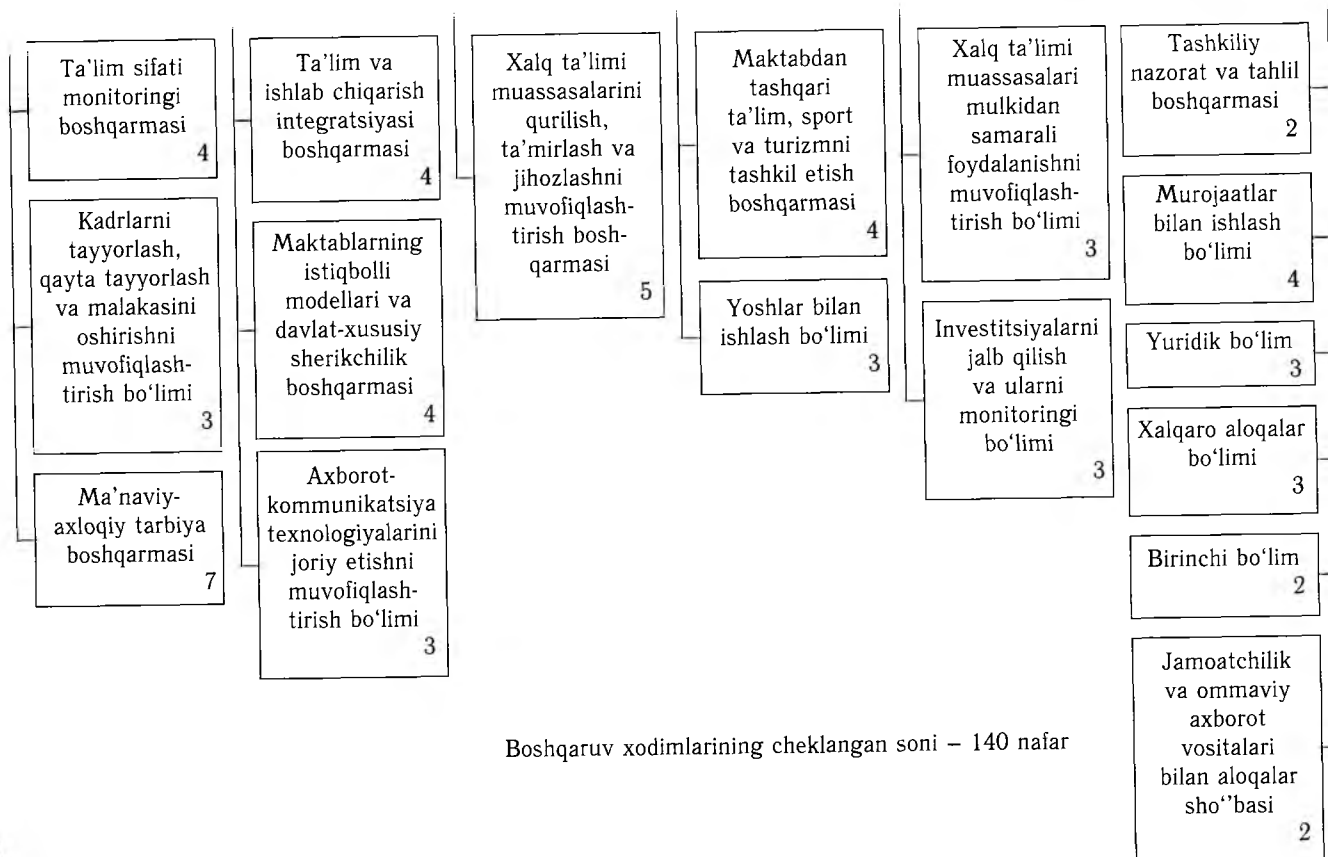 Ta'lim sifati
monitoringi
boshqarmasi
4
Kadrlarni
tayyorlash,
qayta tayyorlash
va malakasini
oshirishni
muvofiqlash-
tirish bo‘limi
3
Ma'naviy-
axloqiy tarbiya
boshqarmasi
7
Ta'lim va
ishlab chiqarish
integratsiyasi
boshqarmasi
4
Maktablarning
istiqbolli
modellari va
davlat-xususiy
sherikchilik
boshqarmasi
4
Axborot-
kommunikatsiya
texnologiyalarini
joriy etishni
muvofiqlash-
tirish bo‘limi
3
Xalq ta'limi
muassasalarini
qurilish,
ta'mirlash va
jihozlashni
muvofiqlash-
tirish bosh-
qarmasi
5
Maktabdan
tashqari
ta'lim, sport
va turizmni
tashkil etish
boshqarmasi
4
Yoshlar bilan
ishlash bo‘limi
3
Xalq ta'limi
muassasalari
mulkidan
samarali
foydalanishni
muvofiqlash-
tirish bo‘limi
3
Investitsiyalarni
jalb qilish
va ularni
monitoringi
bo‘limi
3
Tashkiliy
nazorat va tahlil
boshqarmasi
2
Murojaatlar
bilan ishlash
bo‘limi
4
Yuridik bo‘lim
3
Xalqaro aloqalar
bo‘limi
3
Birinchi bo‘lim
2
Jamoatchilik
va ommaviy
axborot
vositalari
bilan aloqalar
sho‘'basi
2
Boshqaruv xodimlarining cheklangan soni – 140 nafar